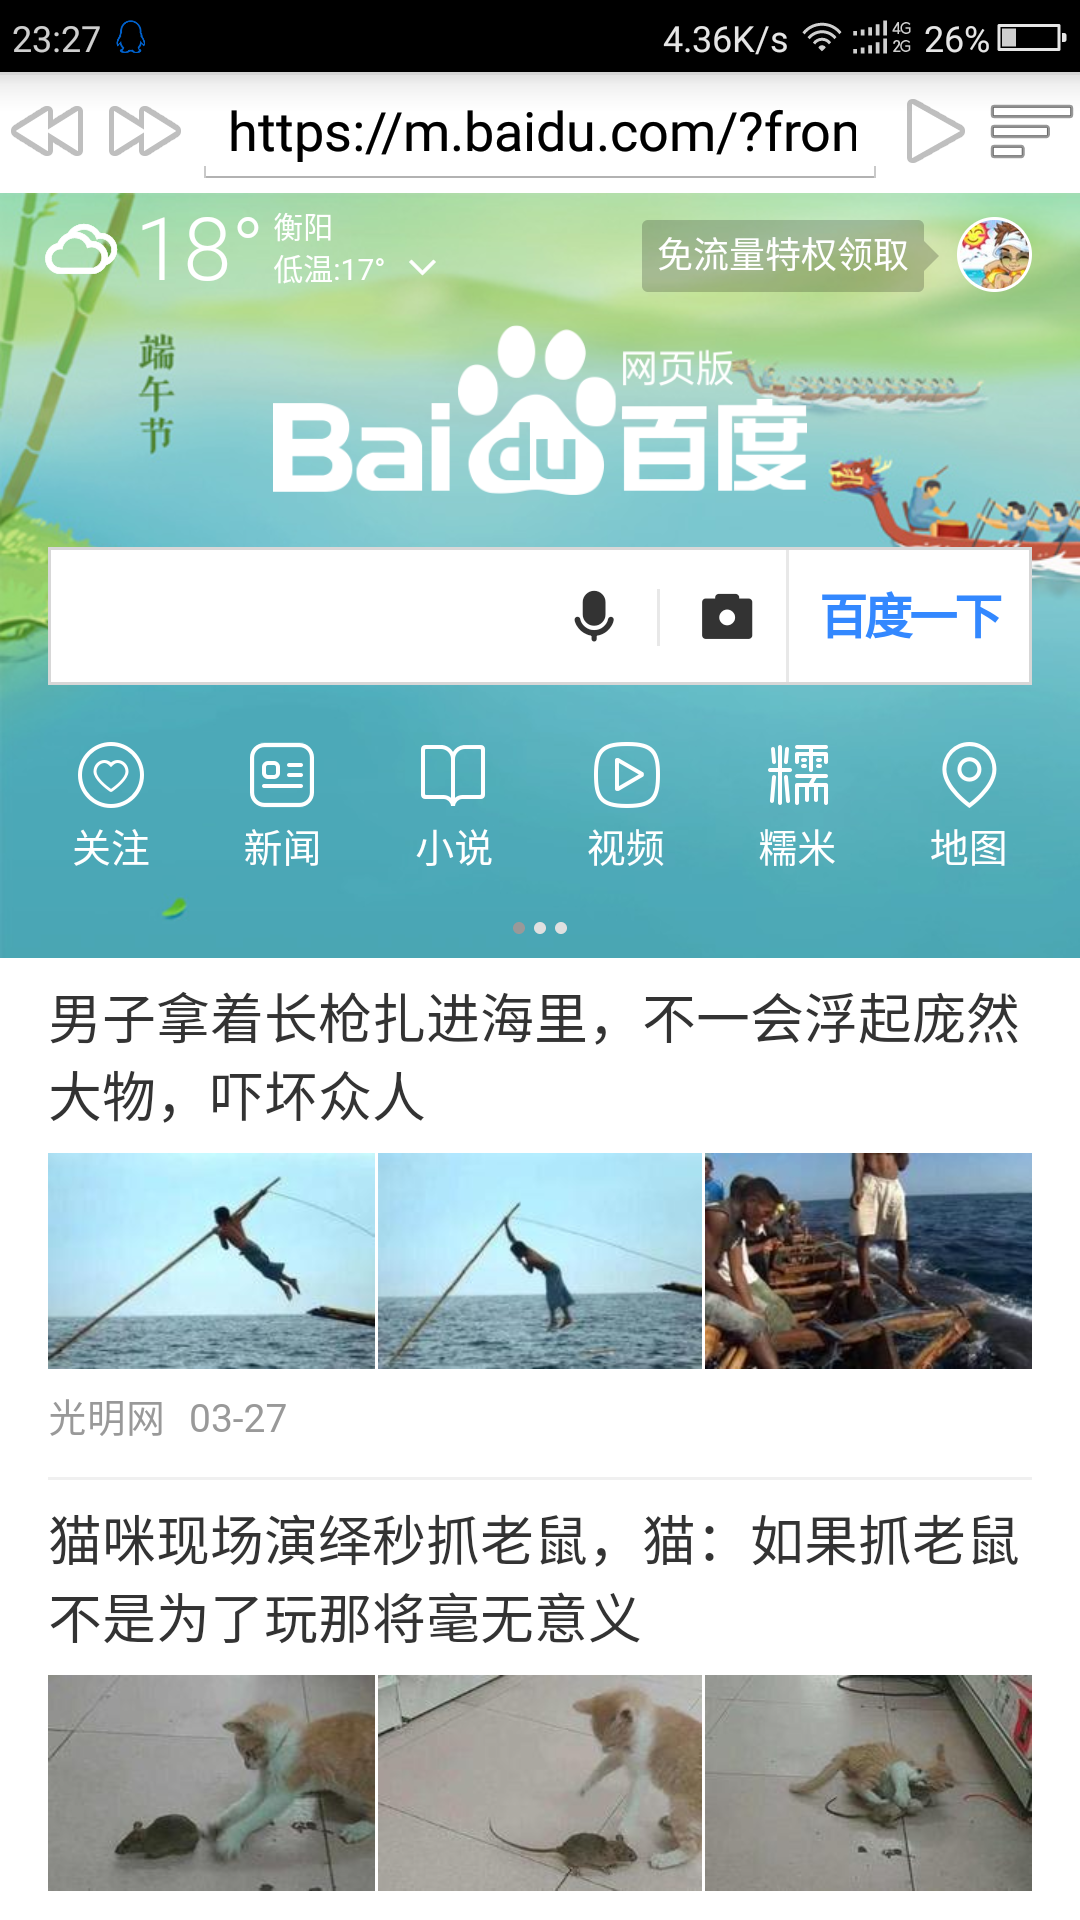 23:27 4.36K/s 4G 2G 26%
https://m.baidu.com/?fron
18° 衡阳
低温:17°
免流量特权领取
端午节
网页版
Bai du 百度
百度一下
关注 新闻 小说 视频 糯 糯米 地图
男子拿着长枪扎进海里，不一会浮起庞然
大物，吓坏众人
光明网 03-27
猫咪现场演绎秒抓老鼠，猫：如果抓老鼠
不是为了玩那将毫无意义